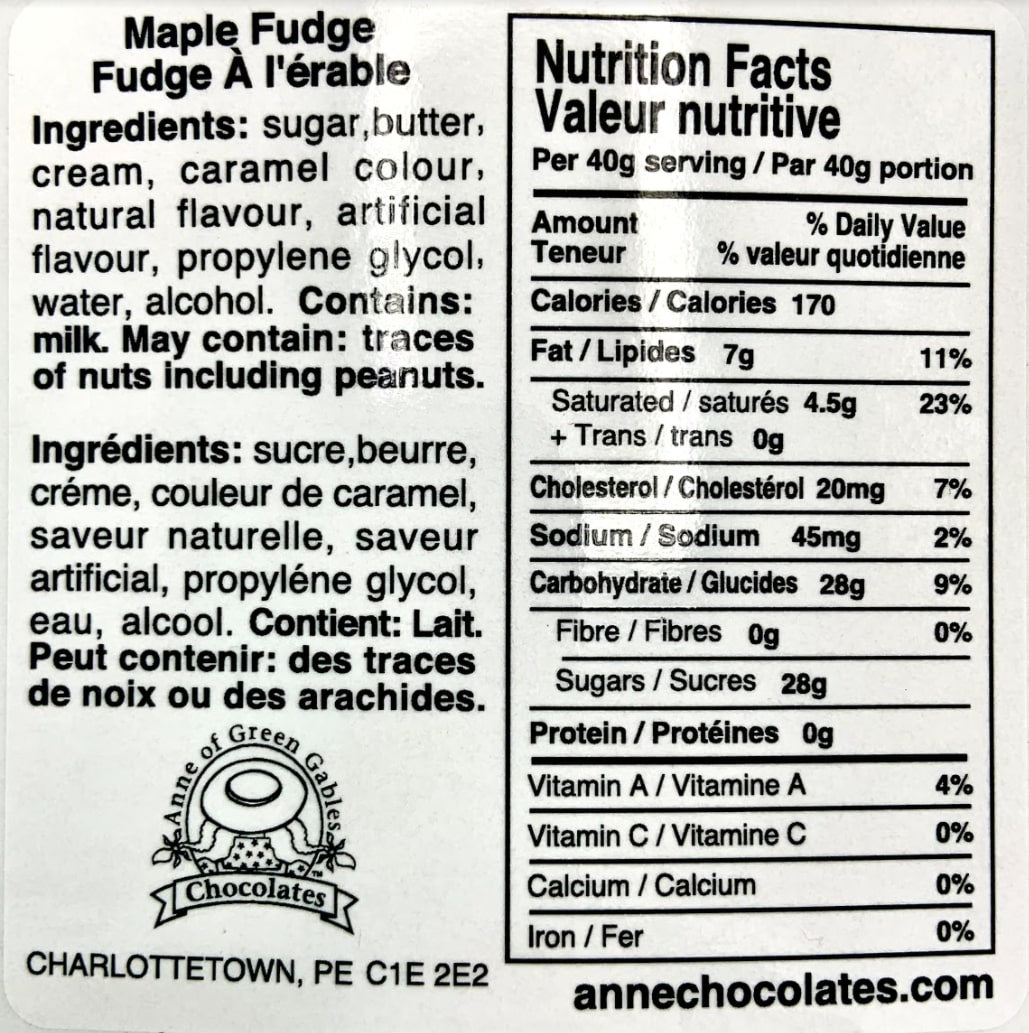 Maple Fudge
Fudge À l'érable
Ingredients: sugar,butter,
cream, caramel colour,
natural flavour, artificial
flavour, propylene glycol,
water, alcohol. Contains:
milk. May contain: traces
of nuts including peanuts.
Ingrédients: sucre,beurre,
créme, couleur de caramel,
saveur naturelle, saveur
artificial, propyléne glycol,
eau, alcool. Contient: Lait.
Peut contenir: des traces
de noix ou des arachides.
Anne of Green Gables
Chocolates
TM
CHARLOTTETOWN, PE C1E 2E2
Nutrition Facts
Valeur nutritive
Per 40g serving / Par 40g portion
Amount % Daily Value
Teneur % valeur quotidienne
Calories / Calories 170
Fat / Lipides 7g 11%
Saturated / saturés 4.5g 23%
+ Trans / trans 0g
Cholesterol / Cholestérol 20mg 7%
Sodium / Sodium 45mg 2%
Carbohydrate / Glucides 28g 9%
Fibre / Fibres 0g 0%
Sugars / Sucres 28g
Protein / Protéines 0g
Vitamin A / Vitamine A 4%
Vitamin C / Vitamine C 0%
Calcium / Calcium 0%
Iron / Fer 0%
annechocolates.com